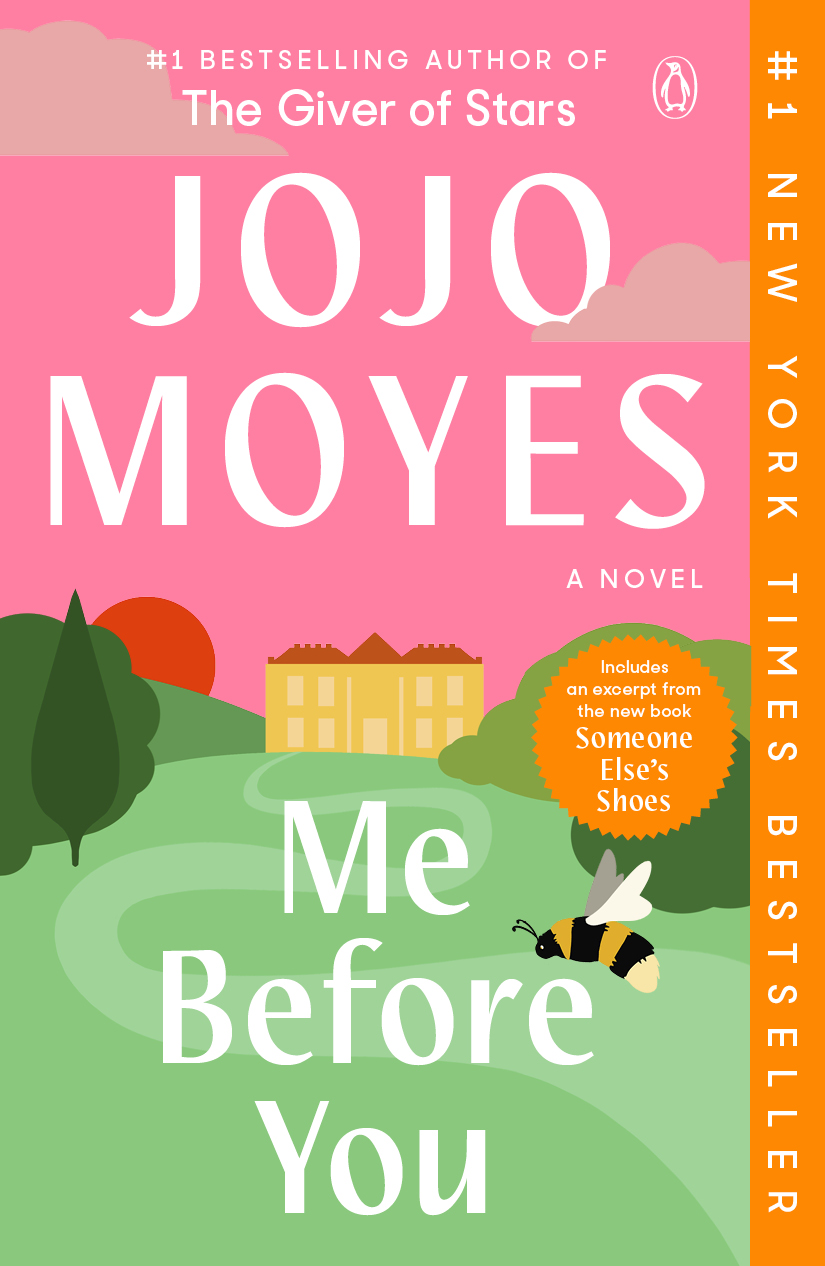 #1 BESTSELLING AUTHOR OF
The Giver of Stars
JOJO
MOYES
A NOVEL
Includes
an excerpt from
the new book
Someone
Else’s
Shoes
Me
Before
You
#1 NEW YORK TIMES BESTSELLER